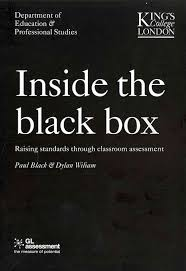 Department of
Education &
Professional Studies
KING'S
College
LONDON
Inside the
black box
Raising standards through classroom assessment
Paul Black & Dylan Wiliam
GL
assessment
the measure of potential